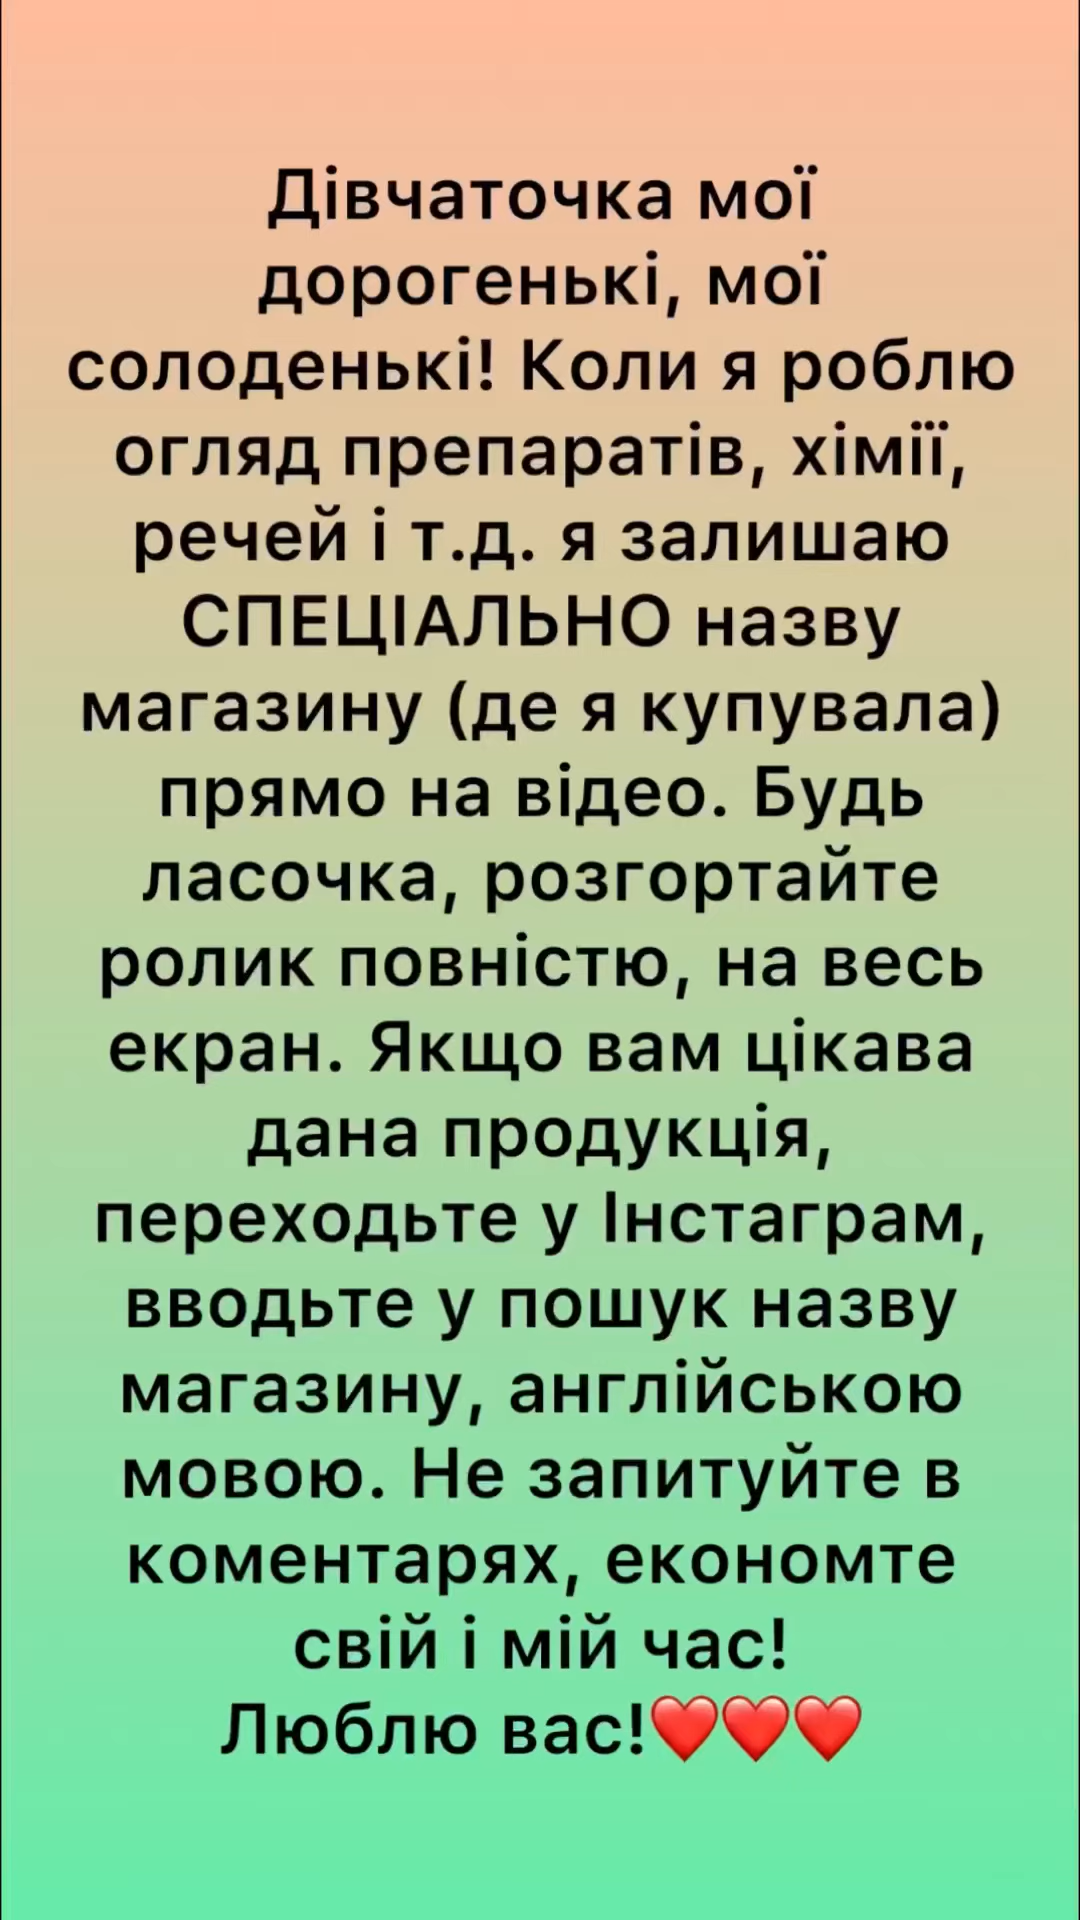 Дівчаточка мої
дорогенькі, мої
солоденькі! Коли я роблю
огляд препаратів, хімії,
речей і т.д. я залишаю
СПЕЦІАЛЬНО назву
магазину (де я купувала)
прямо на відео. Будь
ласочка, розгортайте
ролик повністю, на весь
екран. Якщо вам цікава
дана продукція,
переходьте у Інстаграм,
вводьте у пошук назву
магазину, англійською
мовою. Не запитуйте в
коментарях, економте
свій і мій час!
Люблю вас!❤️❤️❤️